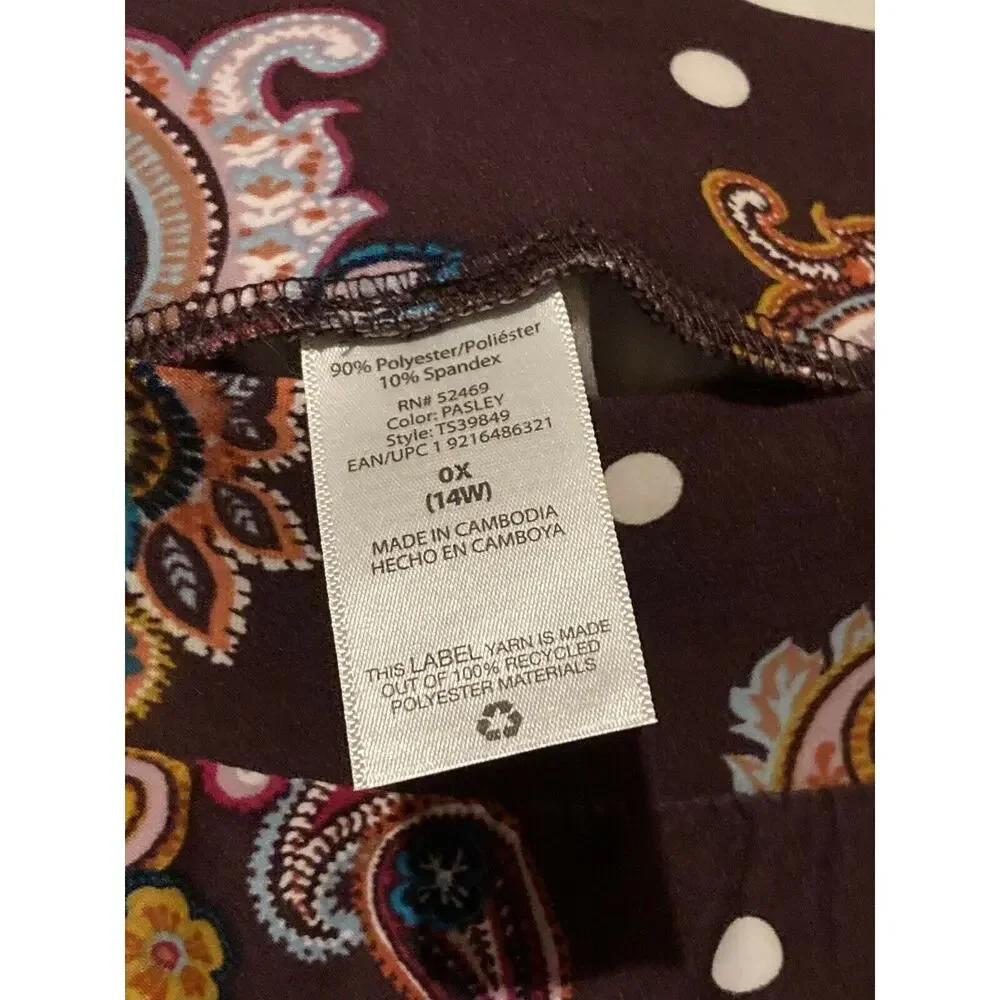 90% Polyester/Poliéster
10% Spandex
RN# 52469
Color: PASLEY
Style: TS39849
EAN/UPC 1 9216486321
0X
(14W)
MADE IN CAMBODIA
HECHO EN CAMBOYA
THIS LABEL YARN IS MADE
OUT OF 100% RECYCLED
POLYESTER MATERIALS